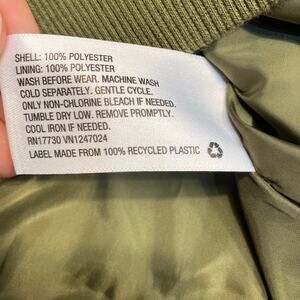 SHELL: 100% POLYESTER
LINING: 100% POLYESTER
WASH BEFORE WEAR. MACHINE WASH
COLD SEPARATELY. GENTLE CYCLE.
ONLY NON-CHLORINE BLEACH IF NEEDED.
TUMBLE DRY LOW. REMOVE PROMPTLY.
COOL IRON IF NEEDED.
RN17730 VN1247024
LABEL MADE FROM 100% RECYCLED PLASTIC